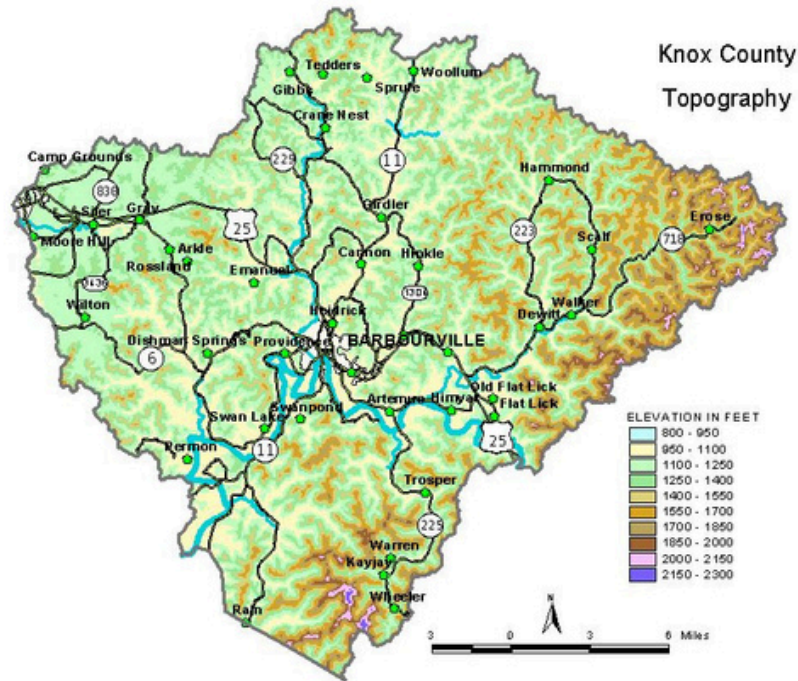 Knox County
Topography
Tedders
Woollum
Gibbs
Sprule
Crane Nest
229
11
Camp Grounds
838
Hammond
Siler
Gray
25
Girdler
223
Erose
Moore Hill
Arkle
Rossland
Cannon
Hinkle
Scalf
718
Emanuel
1304
Wilton
Heidrick
Walker
Dewitt
Dishman Springs
Providence
BARBOURVILLE
6
Old Flat Lick
Swan Lake
Swanpond
Artemus
Himyar
Flat Lick
11
25
Permon
Trosper
225
Warren
Kayjay
Wheeler
Rain
ELEVATION IN FEET
800 - 950
950 - 1100
1100 - 1250
1250 - 1400
1400 - 1550
1550 - 1700
1700 - 1850
1850 - 2000
2000 - 2150
2150 - 2300
N
3 0 3 6 Miles